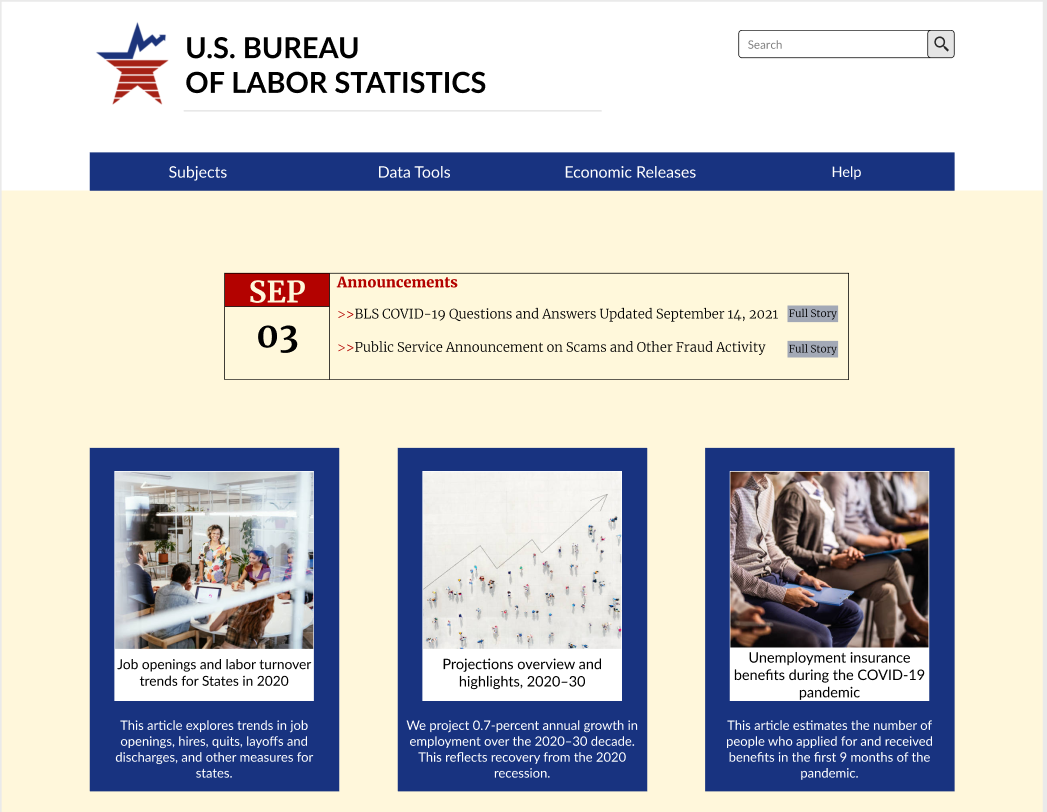 U.S. BUREAU
OF LABOR STATISTICS
Search
Subjects
Data Tools
Economic Releases
Help
SEP
03
Announcements
>>BLS COVID-19 Questions and Answers Updated September 14, 2021
Full Story
>>Public Service Announcement on Scams and Other Fraud Activity
Full Story
Job openings and labor turnover
trends for States in 2020
This article explores trends in job
openings, hires, quits, layoffs and
discharges, and other measures for
states.
Projections overview and
highlights, 2020–30
We project 0.7-percent annual growth in
employment over the 2020–30 decade.
This reflects recovery from the 2020
recession.
Unemployment insurance
benefits during the COVID-19
pandemic
This article estimates the number of
people who applied for and received
benefits in the first 9 months of the
pandemic.